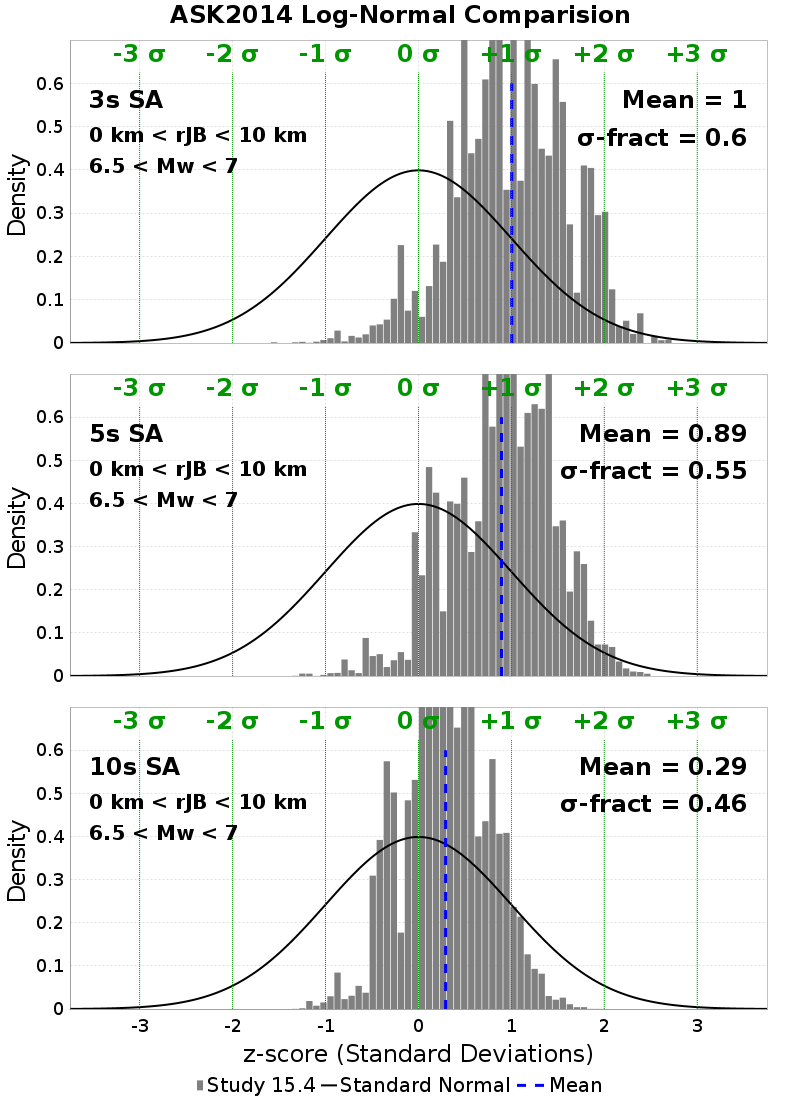 ASK2014 Log-Normal Comparision
-3 σ -2 σ -1 σ 0 σ +1 σ +2 σ +3 σ
3s SA
0 km < rJB < 10 km
6.5 < Mw < 7
Mean = 1
σ-fract = 0.6
Density
0.6
0.5
0.4
0.3
0.2
0.1
0
-3 σ -2 σ -1 σ 0 σ +1 σ +2 σ +3 σ
5s SA
0 km < rJB < 10 km
6.5 < Mw < 7
Mean = 0.89
σ-fract = 0.55
Density
0.6
0.5
0.4
0.3
0.2
0.1
0
-3 σ -2 σ -1 σ 0 σ +1 σ +2 σ +3 σ
10s SA
0 km < rJB < 10 km
6.5 < Mw < 7
Mean = 0.29
σ-fract = 0.46
Density
0.6
0.5
0.4
0.3
0.2
0.1
0
-3 -2 -1 0 1 2 3
z-score (Standard Deviations)
Study 15.4 Standard Normal Mean